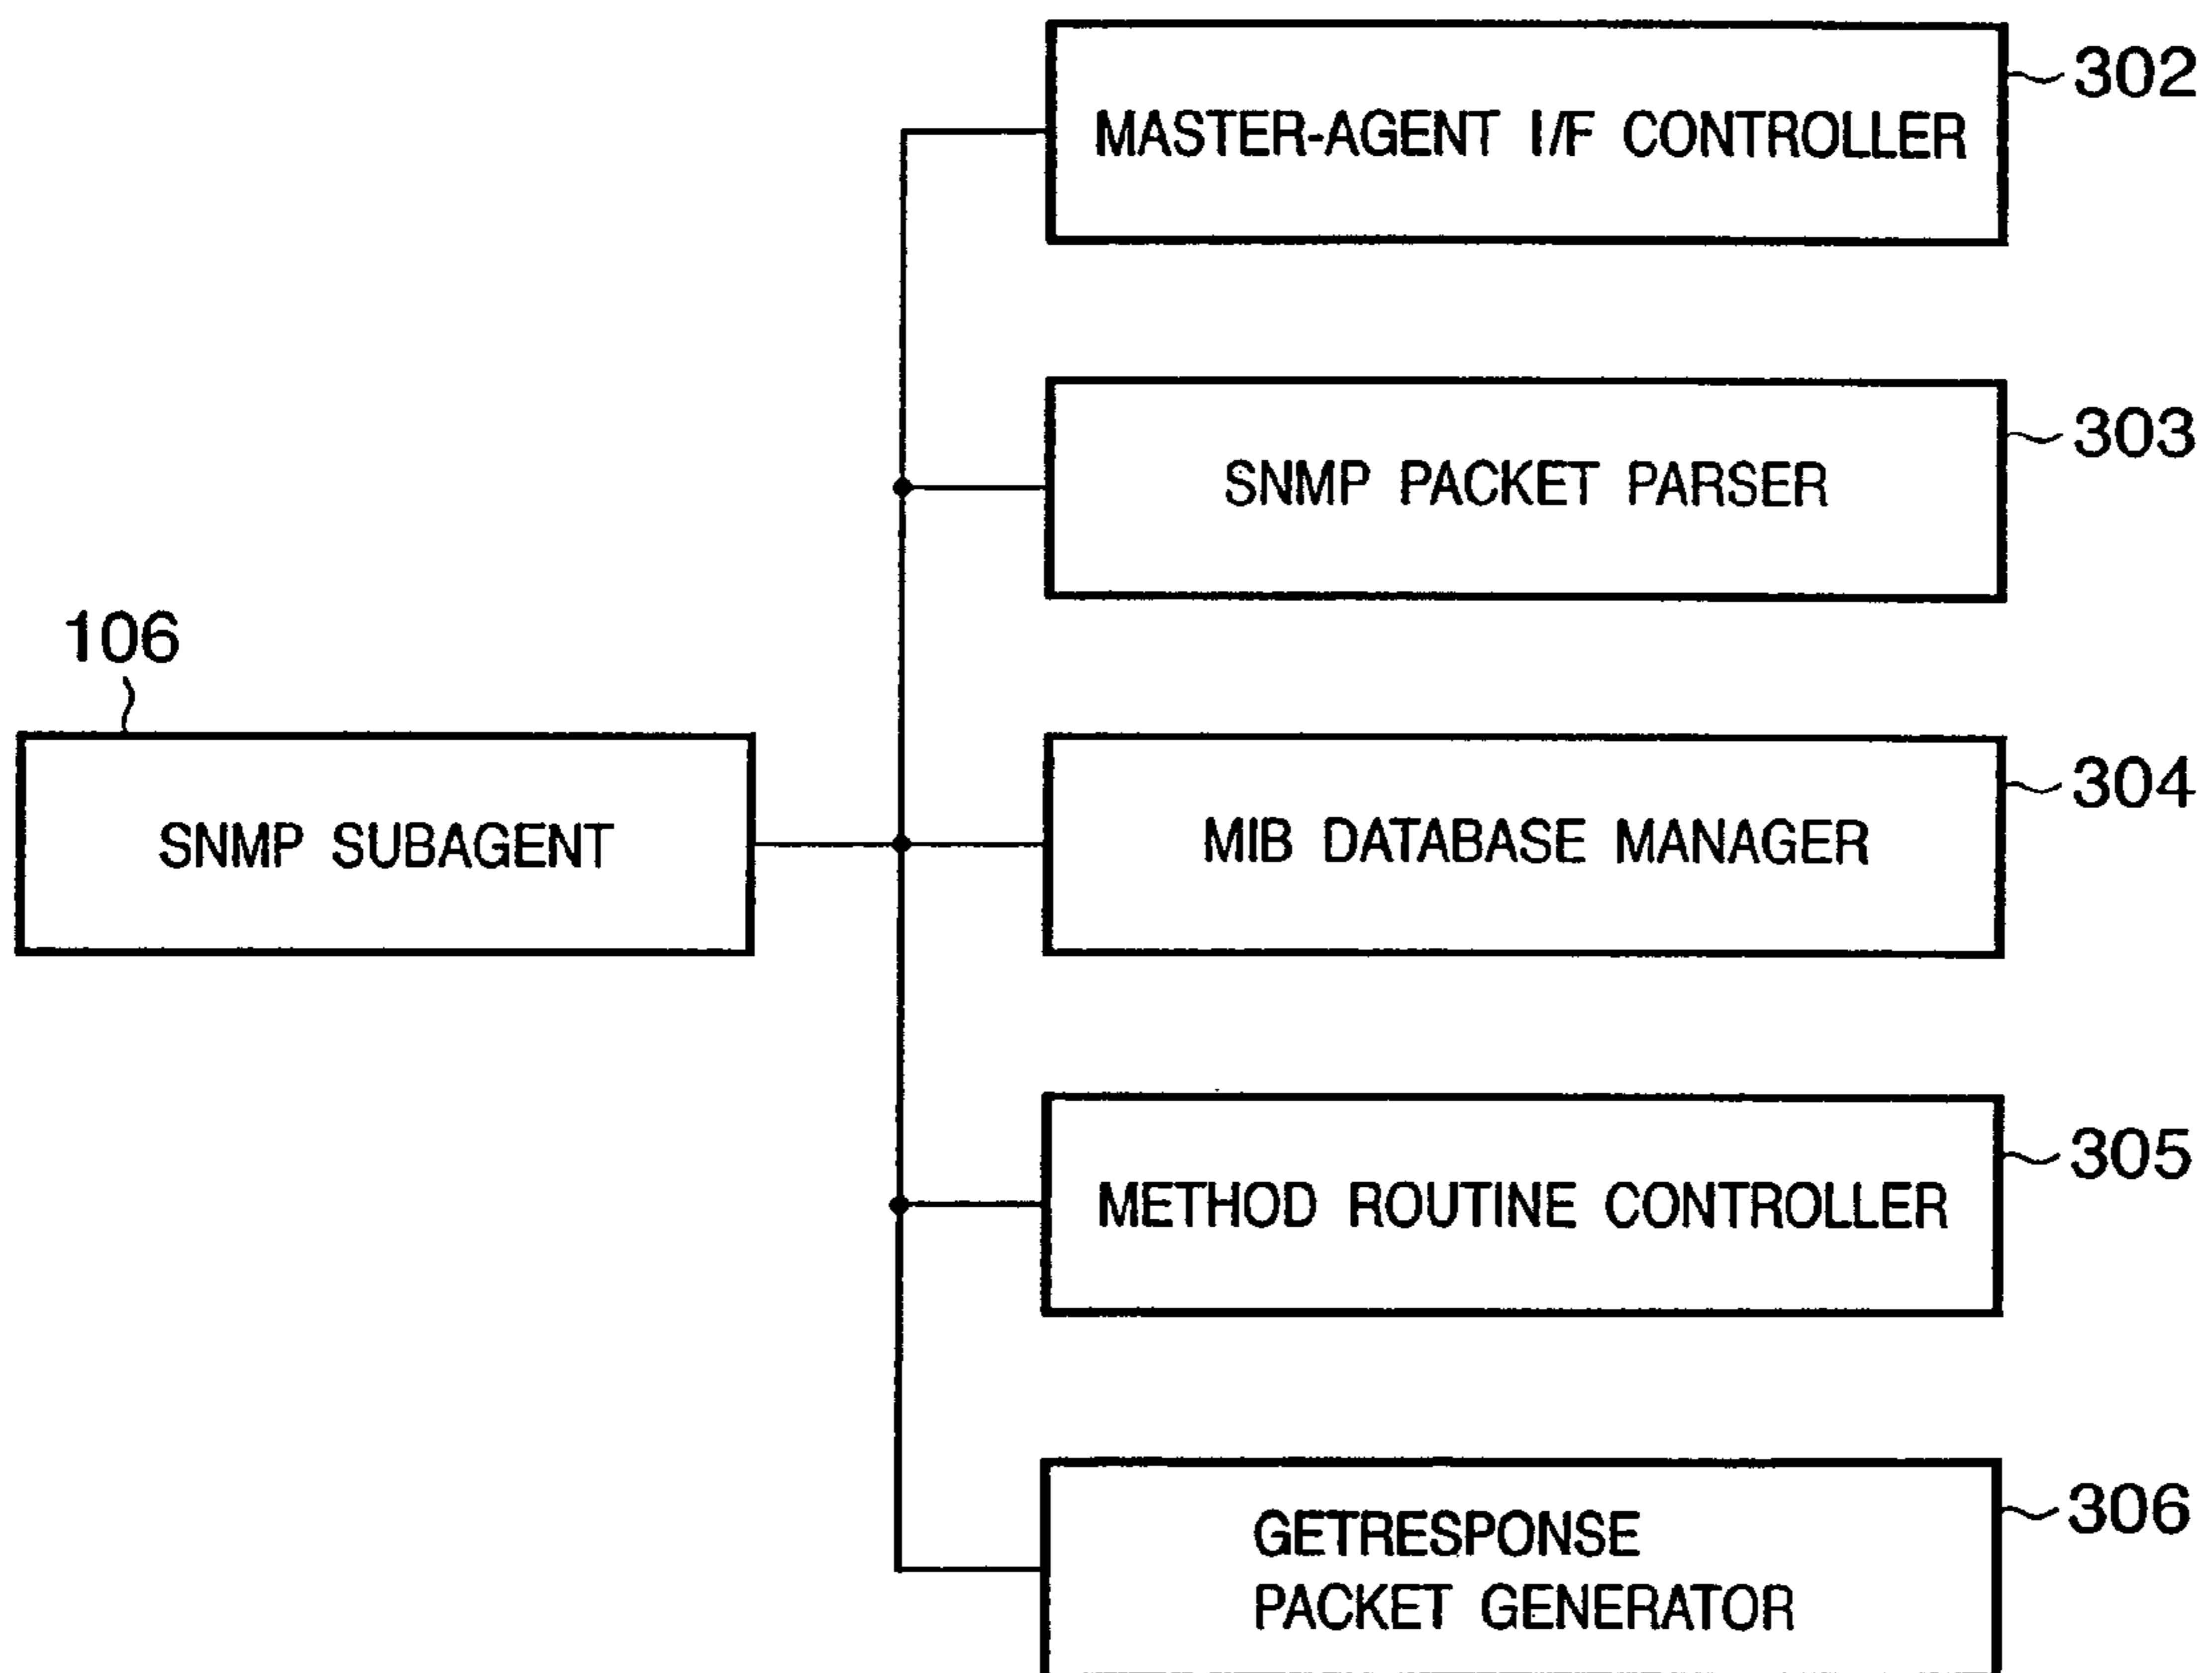 302
MASTER-AGENT I/F CONTROLLER
303
SNMP PACKET PARSER
106
304
SNMP SUBAGENT
MIB DATABASE MANAGER
305
METHOD ROUTINE CONTROLLER
306
GETRESPONSE
PACKET GENERATOR